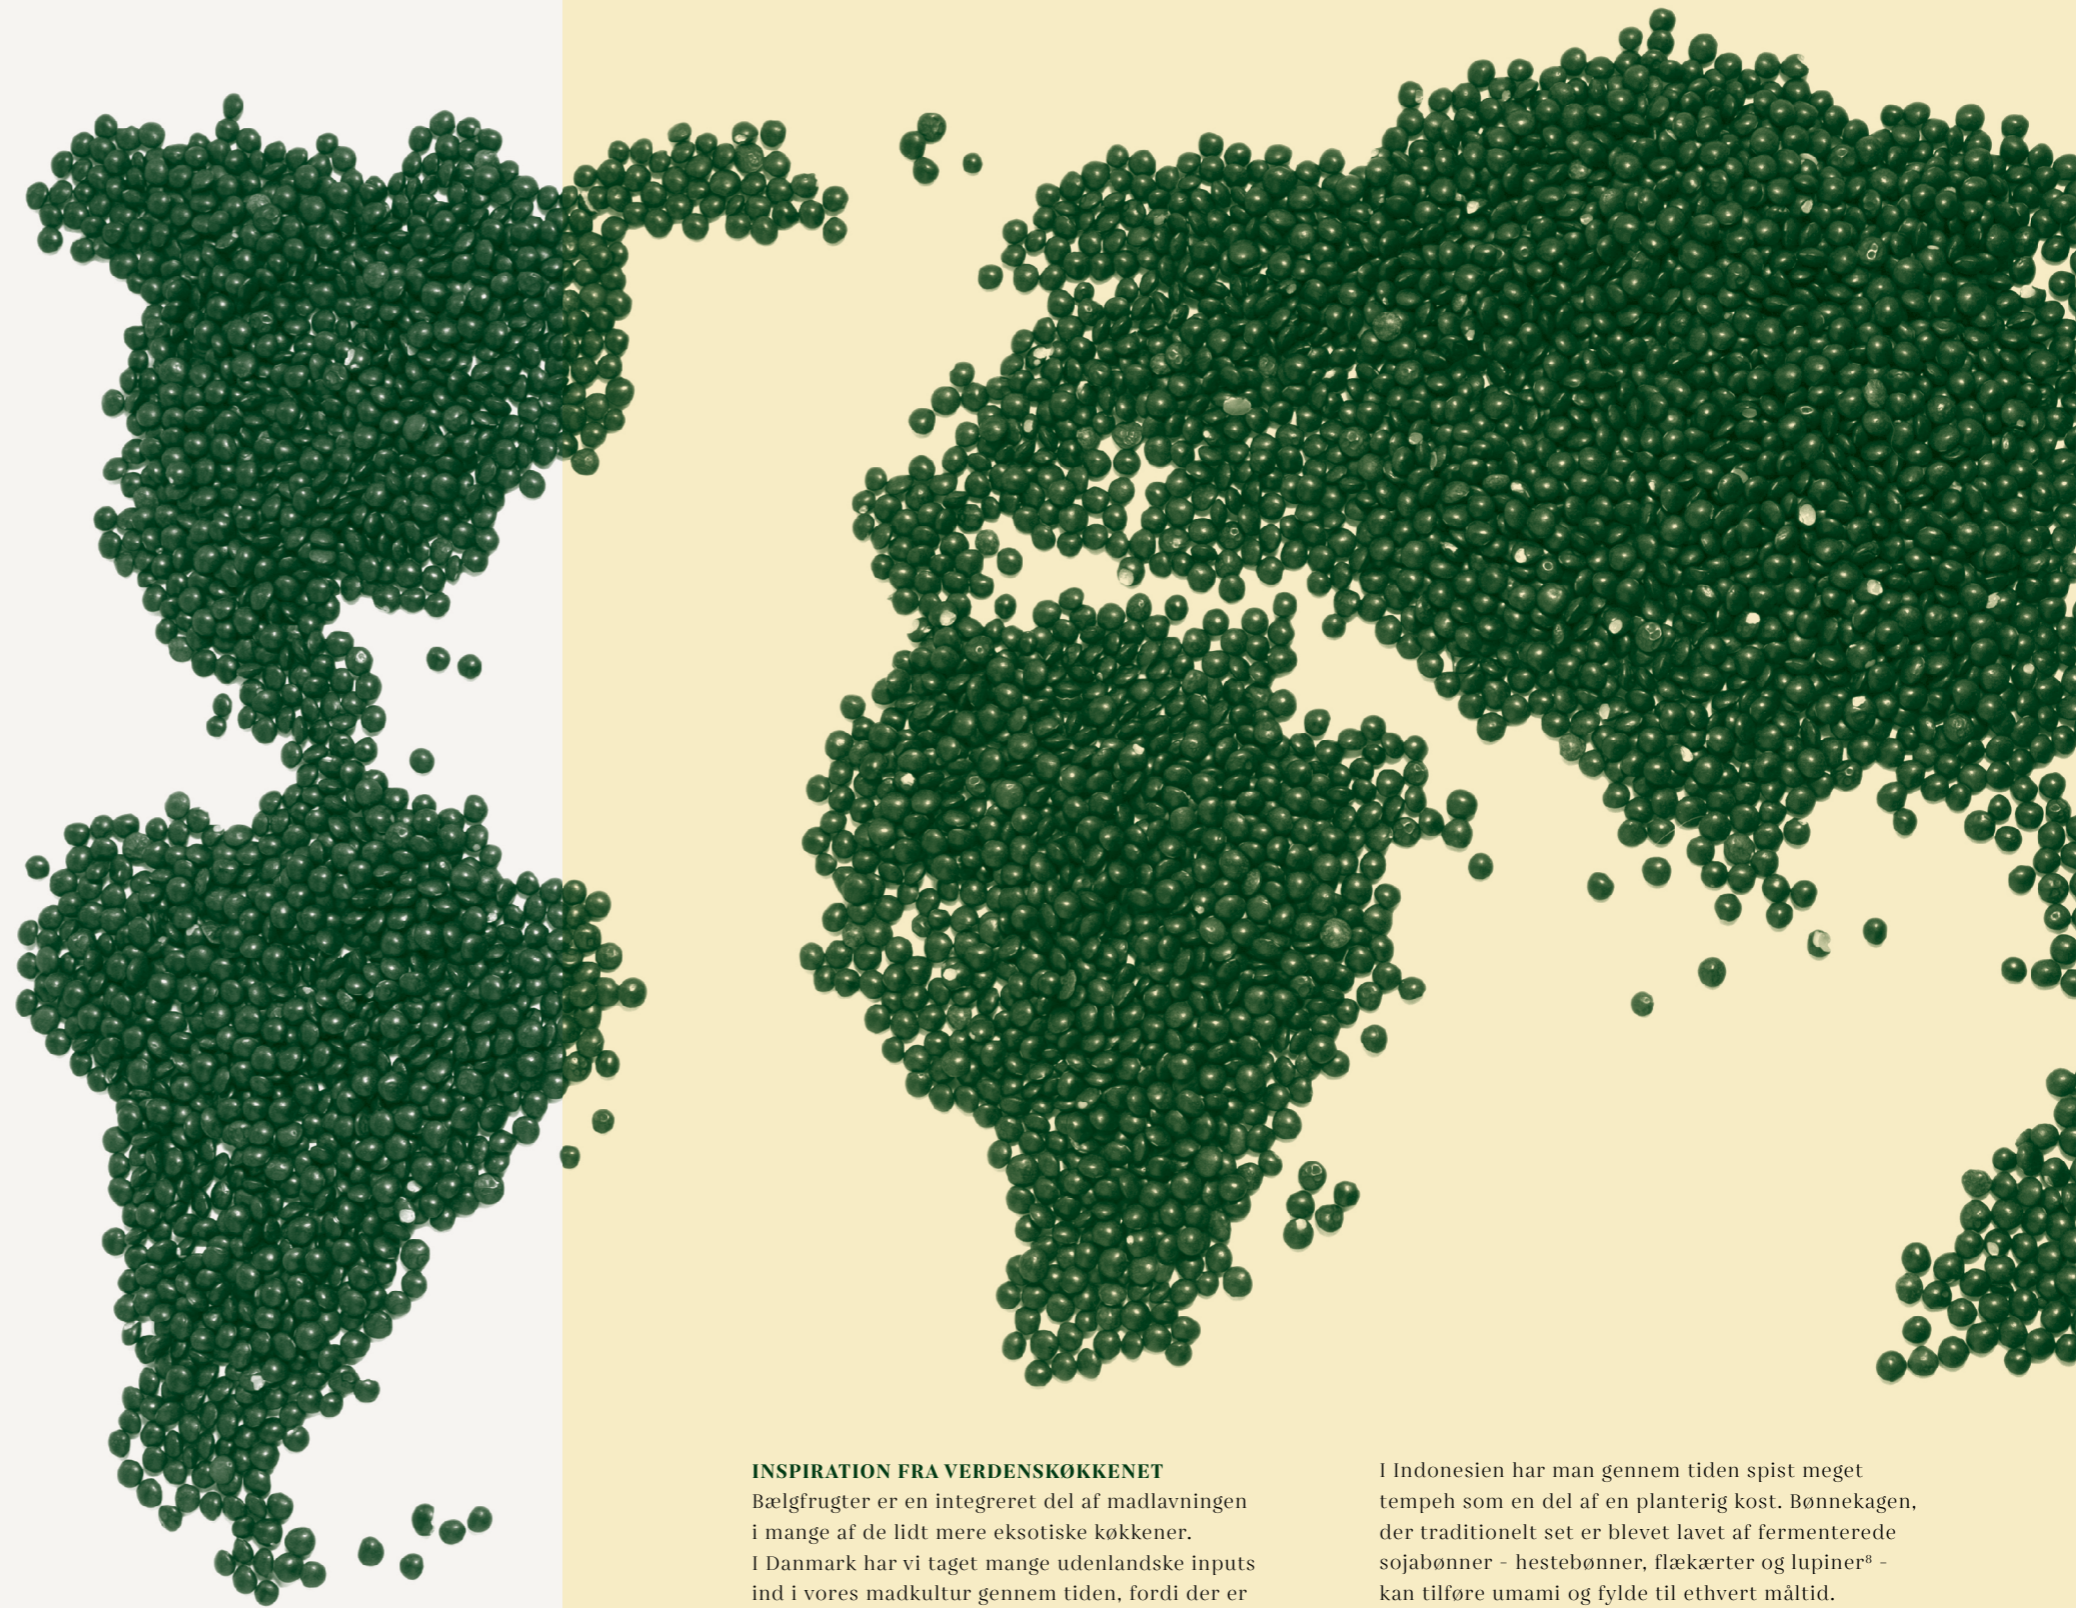 INSPIRATION FRA VERDENSKØKKENET
Bælgfrugter er en integreret del af madlavningen
i mange af de lidt mere eksotiske køkkener.
I Danmark har vi taget mange udenlandske inputs
ind i vores madkultur gennem tiden, fordi der er
I Indonesien har man gennem tiden spist meget
tempeh som en del af en planterig kost. Bønnekagen,
der traditionelt set er blevet lavet af fermenterede
sojabønner - hestebønner, flækærter og lupiner⁸ -
kan tilføre umami og fylde til ethvert måltid.